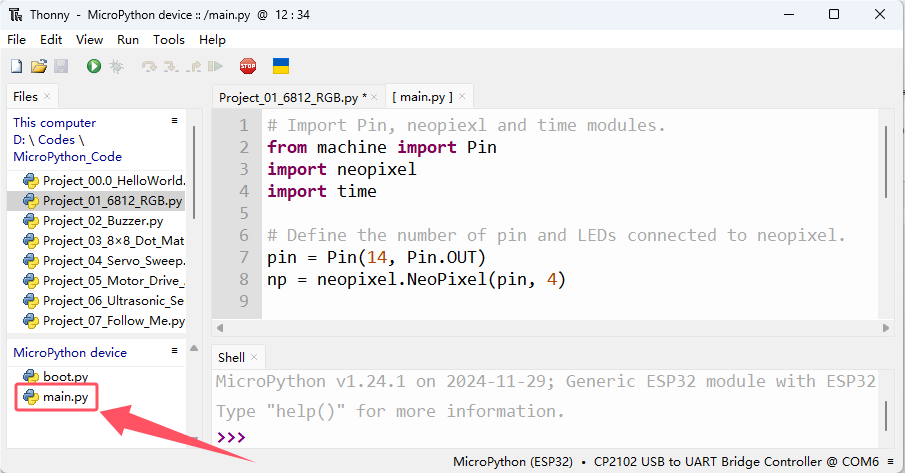 Thonny - MicroPython device :: /main.py @ 12 : 34
File Edit View Run Tools Help
STOP
Files ×
This computer ≡
D: \ Codes \
MicroPython_Code
Project_00.0_HelloWorld.
Project_01_6812_RGB.py
Project_02_Buzzer.py
Project_03_8×8_Dot_Mat
Project_04_Servo_Sweep.
Project_05_Motor_Drive_
Project_06_Ultrasonic_Se
Project_07_Follow_Me.py
MicroPython device ≡
boot.py
main.py
Project_01_6812_RGB.py * × [ main.py ] ×
1 # Import Pin, neopiexl and time modules.
2 from machine import Pin
3 import neopixel
4 import time
5
6 # Define the number of pin and LEDs connected to neopixel.
7 pin = Pin(14, Pin.OUT)
8 np = neopixel.NeoPixel(pin, 4)
9
Shell ×
MicroPython v1.24.1 on 2024-11-29; Generic ESP32 module with ESP32
Type "help()" for more information.
>>>
MicroPython (ESP32) • CP2102 USB to UART Bridge Controller @ COM6 ≡